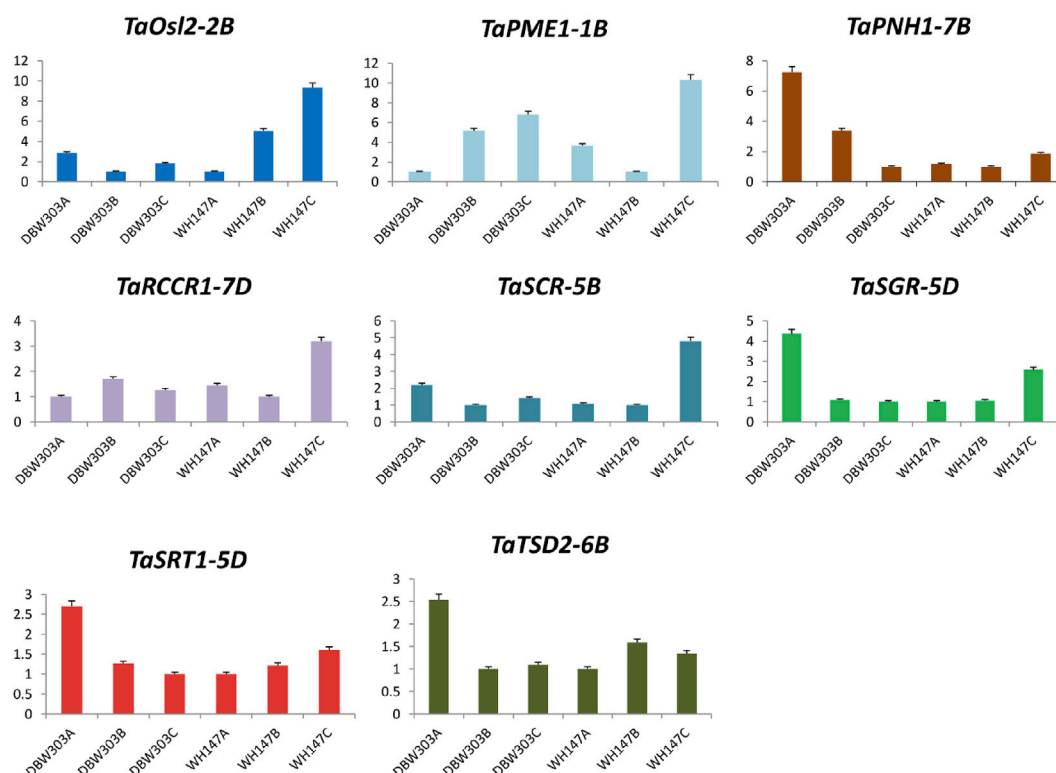 TaOsl2-2B
12
10
8
6
4
2
0
DBW303A
DBW303B
DBW303C
WH147A
WH147B
WH147C
TaPME1-1B
12
10
8
6
4
2
0
DBW303A
DBW303B
DBW303C
WH147A
WH147B
WH147C
TaPNH1-7B
8
6
4
2
0
DBW303A
DBW303B
DBW303C
WH147A
WH147B
WH147C
TaRCCR1-7D
4
3
2
1
0
DBW303A
DBW303B
DBW303C
WH147A
WH147B
WH147C
TaSCR-5B
6
5
4
3
2
1
0
DBW303A
DBW303B
DBW303C
WH147A
WH147B
WH147C
TaSGR-5D
5
4
3
2
1
0
DBW303A
DBW303B
DBW303C
WH147A
WH147B
WH147C
TaSRT1-5D
3
2.5
2
1.5
1
0.5
0
DBW303A
DBW303B
DBW303C
WH147A
WH147B
WH147C
TaTSD2-6B
3
2.5
2
1.5
1
0.5
0
DBW303A
DBW303B
DBW303C
WH147A
WH147B
WH147C